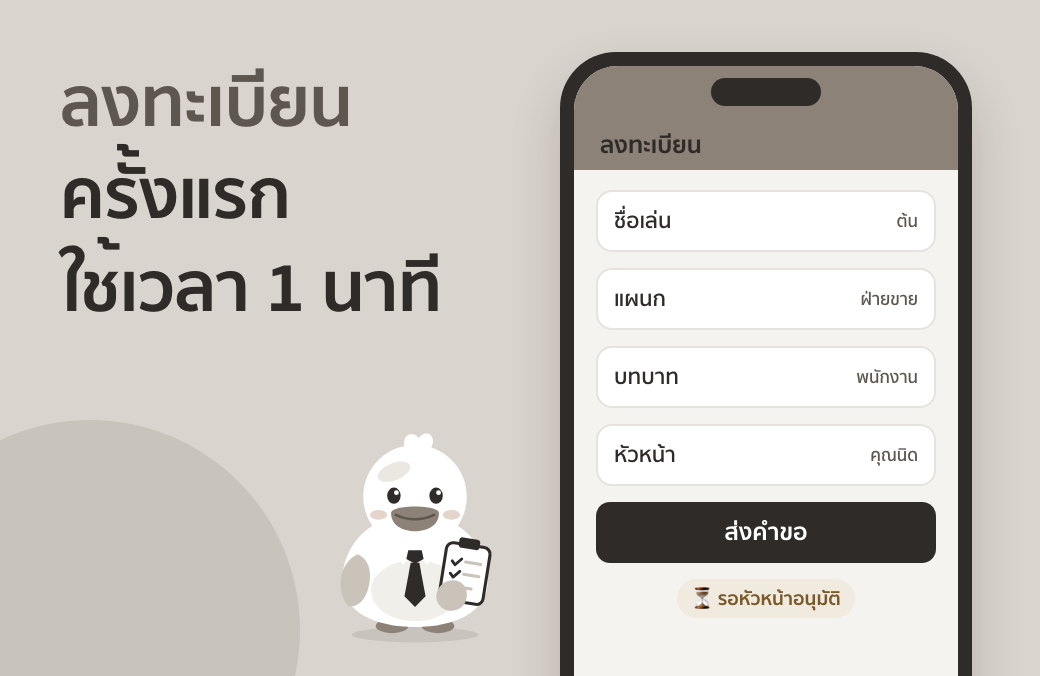 ลงทะเบียน
ครั้งแรก
ใช้เวลา 1 นาที
ลงทะเบียน
ชื่อเล่น ต้น
แผนก ฝ่ายขาย
บทบาท พนักงาน
หัวหน้า คุณนิด
ส่งคำขอ
⏳ รอหัวหน้าอนุมัติ